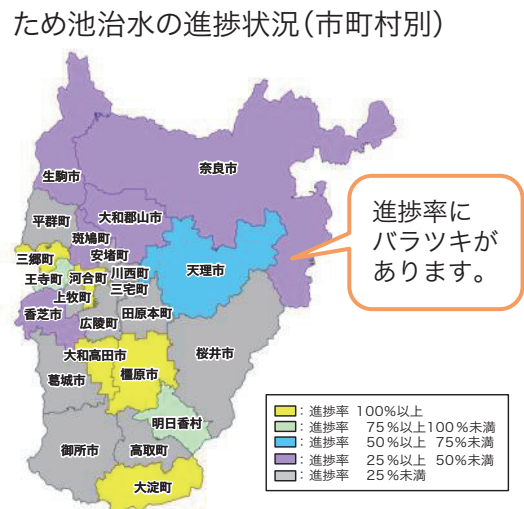 ため池治水の進捗状況(市町村別)
生駒市
奈良市
平群町
大和郡山市
斑鳩町
安堵町
三郷町
王寺町
河合町
川西町
天理市
上牧町
三宅町
香芝市
広陵町
田原本町
大和高田市
桜井市
葛城市
橿原市
明日香村
御所市
高取町
大淀町
進捗率に
バラツキが
あります。
:進捗率 100%以上
:進捗率 75%以上100%未満
:進捗率 50%以上 75%未満
:進捗率 25%以上 50%未満
:進捗率 25%未満